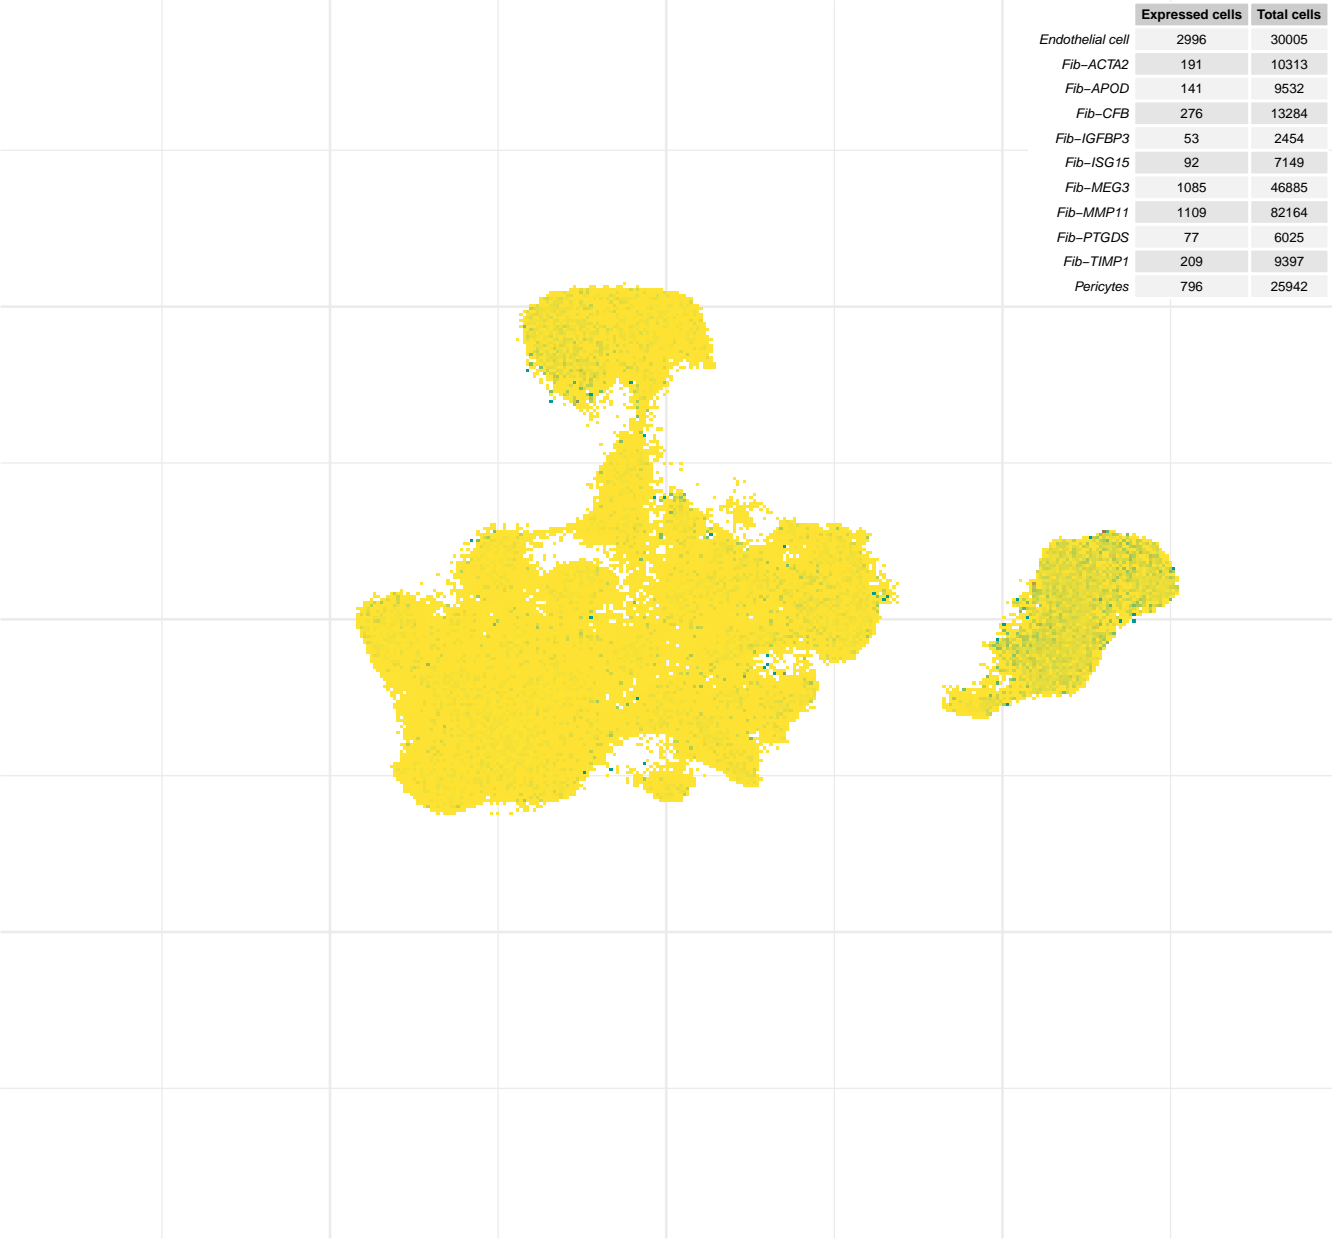 Expressed cells Total cells
Endothelial cell 2996 30005
Fib−ACTA2 191 10313
Fib−APOD 141 9532
Fib−CFB 276 13284
Fib−IGFBP3 53 2454
Fib−ISG15 92 7149
Fib−MEG3 1085 46885
Fib−MMP11 1109 82164
Fib−PTGDS 77 6025
Fib−TIMP1 209 9397
Pericytes 796 25942